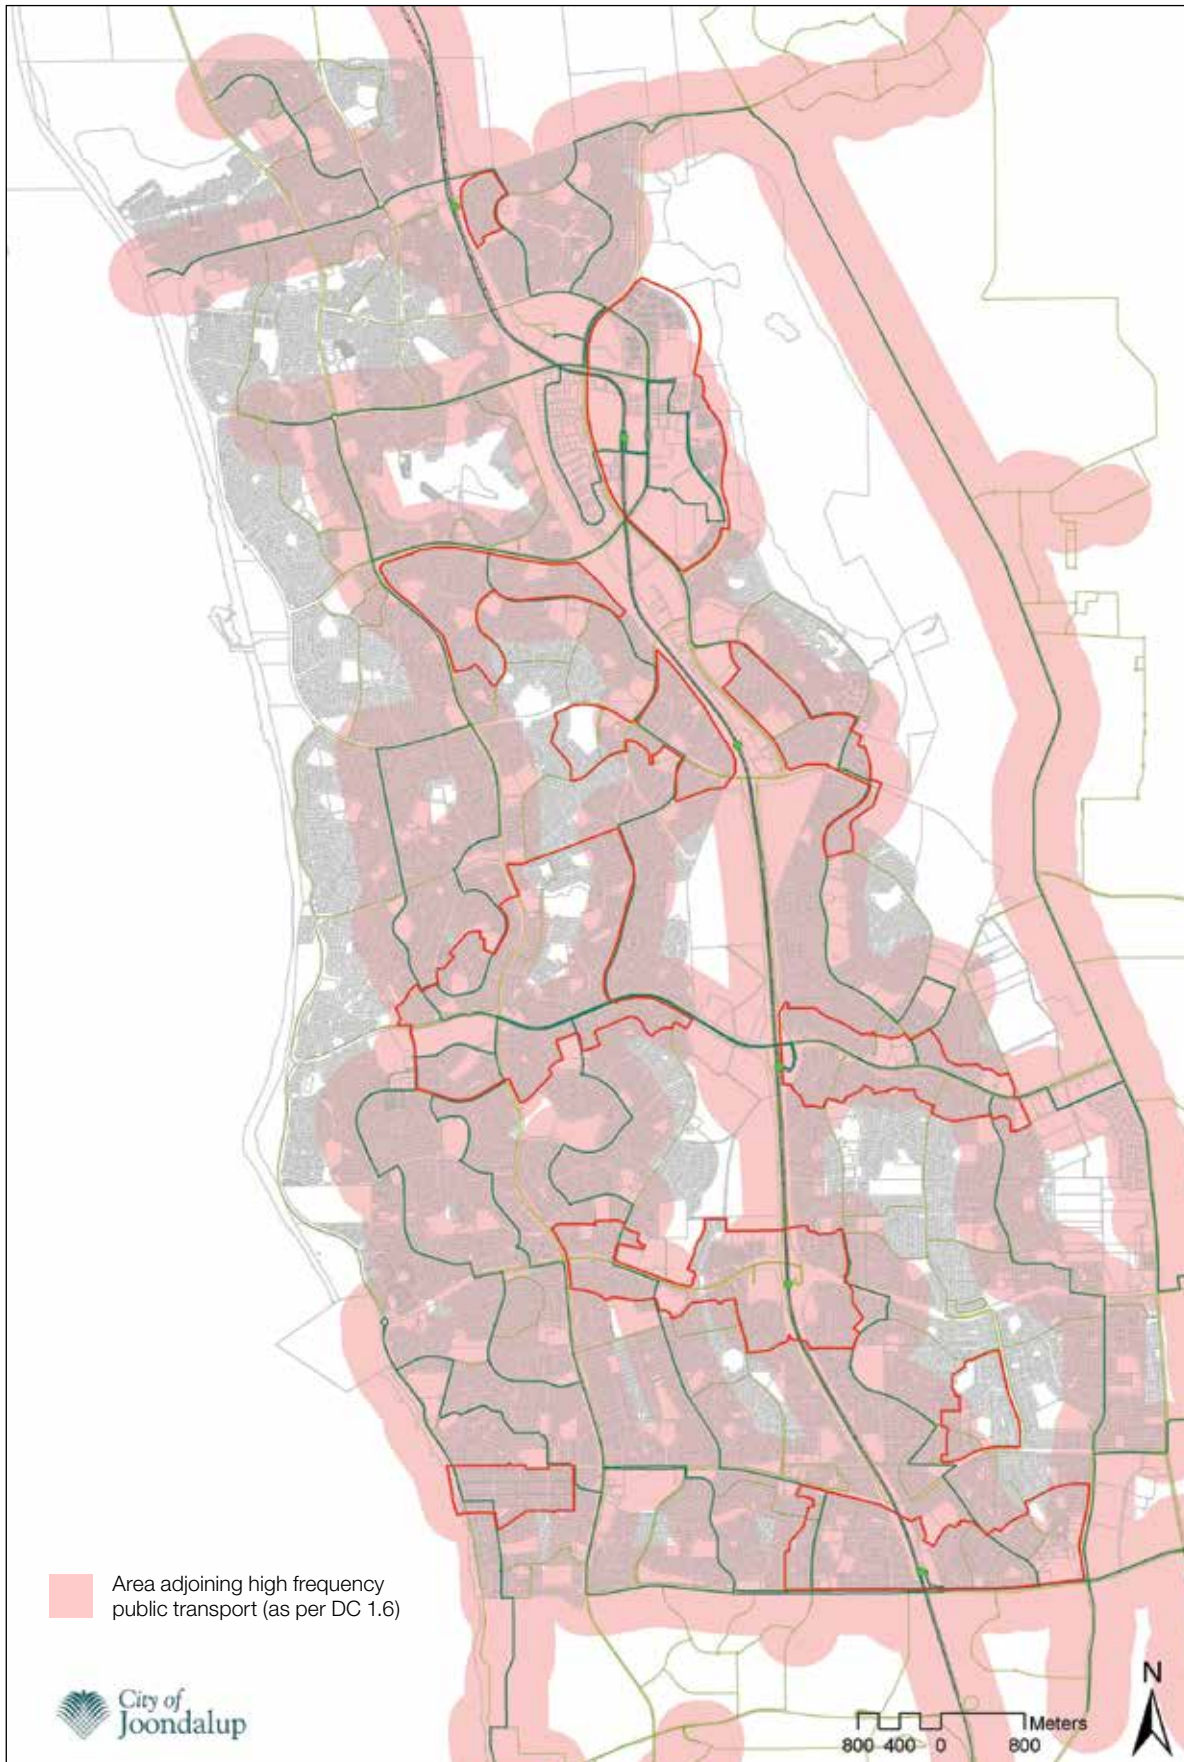 Area adjoining high frequency
public transport (as per DC 1.6)
City of
Joondalup
N
Meters
800 400 0 800